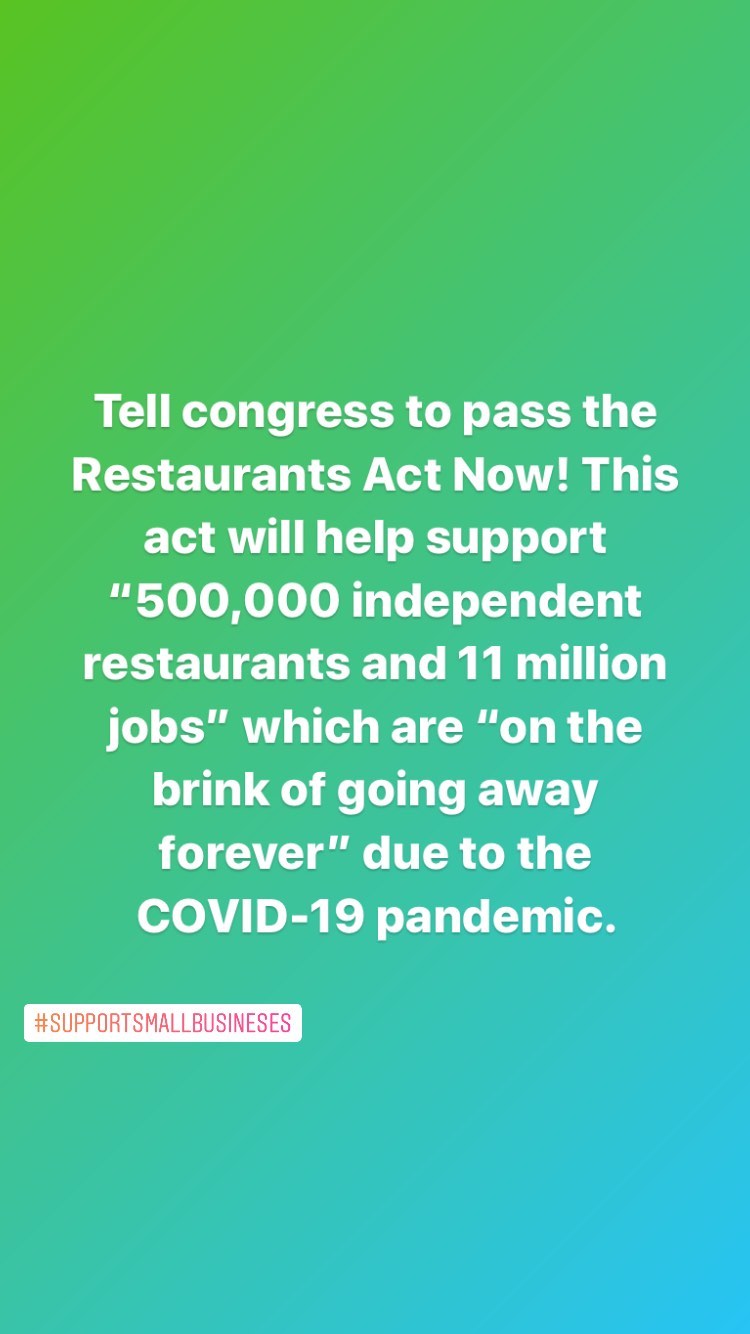 Tell congress to pass the
Restaurants Act Now! This
act will help support
“500,000 independent
restaurants and 11 million
jobs” which are “on the
brink of going away
forever” due to the
COVID-19 pandemic.
#SUPPORTSMALLBUSINESES